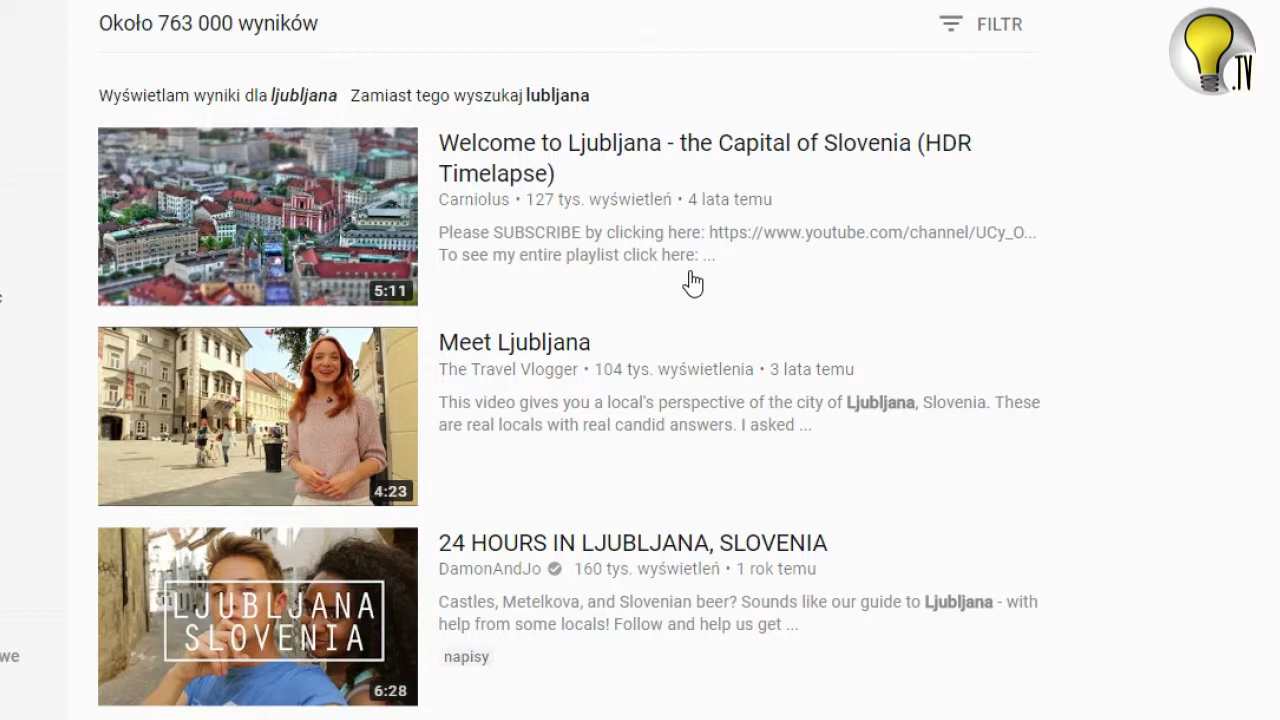 Około 763 000 wyników
FILTR
.TV
Wyświetlam wyniki dla ljubljana Zamiast tego wyszukaj lubljana
Welcome to Ljubljana - the Capital of Slovenia (HDR
Timelapse)
Carniolus • 127 tys. wyświetleń • 4 lata temu
Please SUBSCRIBE by clicking here: https://www.youtube.com/channel/UCy_O...
To see my entire playlist click here: ...
5:11
Meet Ljubljana
The Travel Vlogger • 104 tys. wyświetlenia • 3 lata temu
This video gives you a local's perspective of the city of Ljubljana, Slovenia. These
are real locals with real candid answers. I asked ...
4:23
24 HOURS IN LJUBLJANA, SLOVENIA
DamonAndJo 160 tys. wyświetleń • 1 rok temu
Castles, Metelkova, and Slovenian beer? Sounds like our guide to Ljubljana - with
help from some locals! Follow and help us get ...
napisy
LJUBLJANA
SLOVENIA
6:28
we